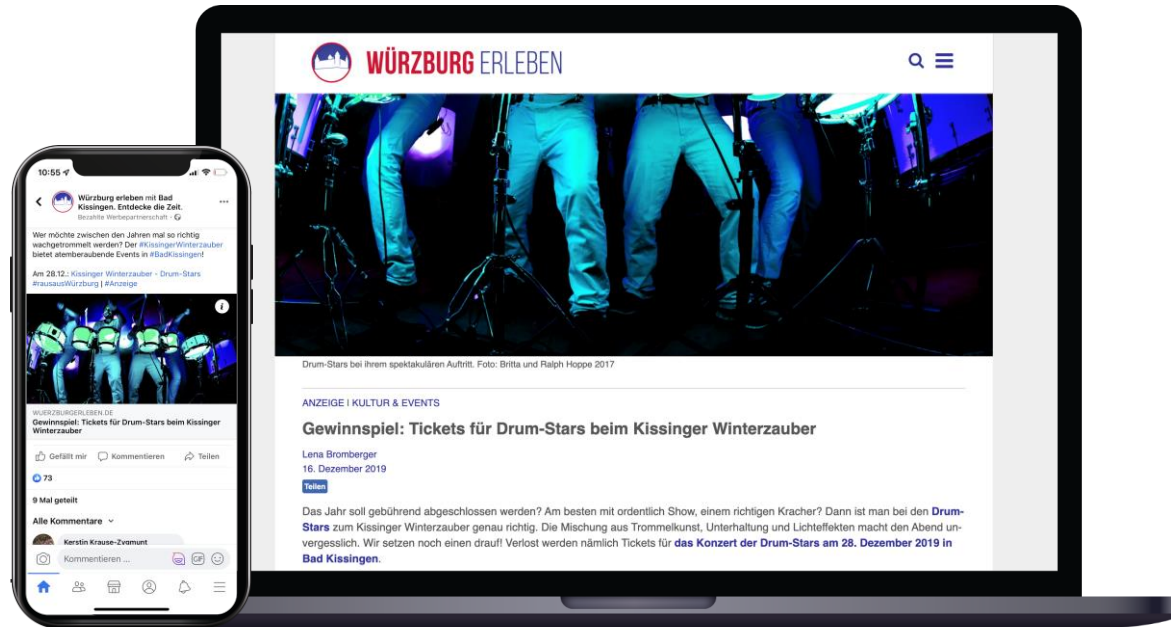 10:55
Würzburg erleben mit Bad
Kissingen. Entdecke die Zeit.
Bezahlte Werbepartnerschaft ·
Wer möchte zwischen den Jahren mal so richtig
wachgetrommelt werden? Der #KissingerWinterzauber
bietet atemberaubende Events in #BadKissingen!
Am 28.12.: Kissinger Winterzauber - Drum-Stars
#rausausWürzburg | #Anzeige
WUERZBURGERLEBEN.DE
Gewinnspiel: Tickets für Drum-Stars beim Kissinger
Winterzauber
Gefällt mir Kommentieren Teilen
73
9 Mal geteilt
Alle Kommentare
Kerstin Krause-Zygmunt
Kommentieren ... GIF
WÜRZBURG ERLEBEN
Drum-Stars bei ihrem spektakulären Auftritt. Foto: Britta und Ralph Hoppe 2017
ANZEIGE | KULTUR & EVENTS
Gewinnspiel: Tickets für Drum-Stars beim Kissinger Winterzauber
Lena Bromberger
16. Dezember 2019
Teilen
Das Jahr soll gebührend abgeschlossen werden? Am besten mit ordentlich Show, einem richtigen Kracher? Dann ist man bei den Drum-
Stars zum Kissinger Winterzauber genau richtig. Die Mischung aus Trommelkunst, Unterhaltung und Lichteffekten macht den Abend un-
vergesslich. Wir setzen noch einen drauf! Verlost werden nämlich Tickets für das Konzert der Drum-Stars am 28. Dezember 2019 in
Bad Kissingen.